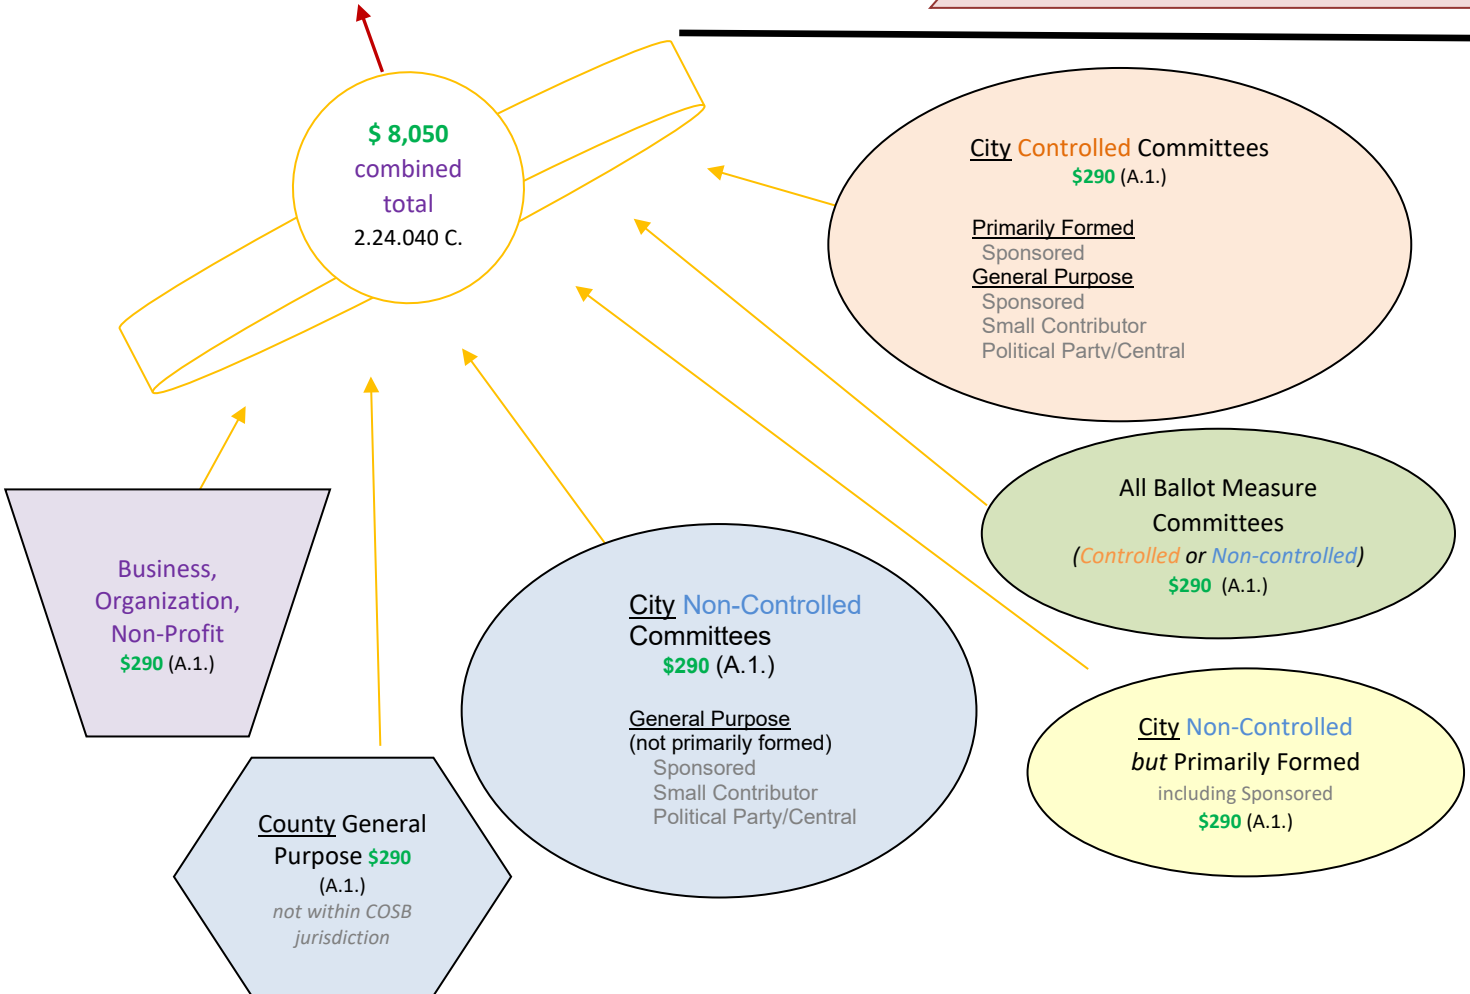 $ 8,050
combined
total
2.24.040 C.
City Controlled Committees
$290 (A.1.)
Primarily Formed
Sponsored
General Purpose
Sponsored
Small Contributor
Political Party/Central
All Ballot Measure
Committees
(Controlled or Non-controlled)
$290 (A.1.)
Business,
Organization,
Non-Profit
$290 (A.1.)
City Non-Controlled
Committees
$290 (A.1.)
General Purpose
(not primarily formed)
Sponsored
Small Contributor
Political Party/Central
City Non-Controlled
but Primarily Formed
including Sponsored
$290 (A.1.)
County General
Purpose $290
(A.1.)
not within COSB
jurisdiction